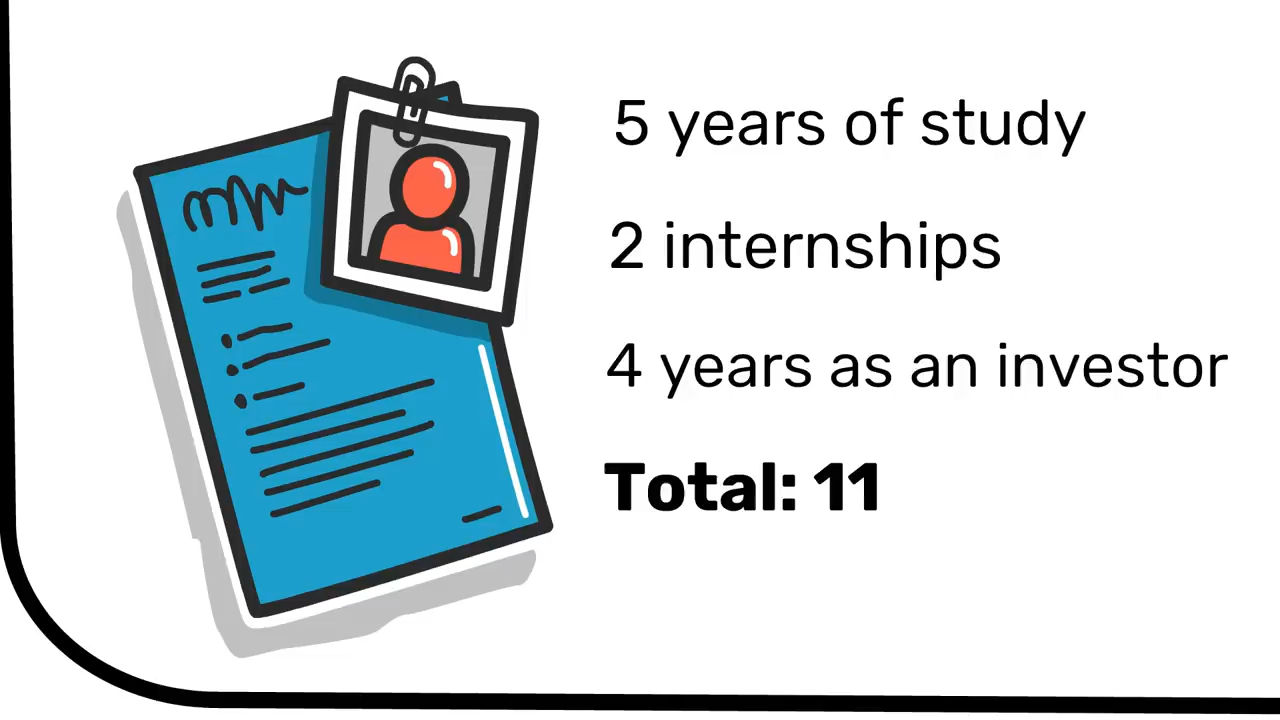 5 years of study
2 internships
4 years as an investor
Total: 11